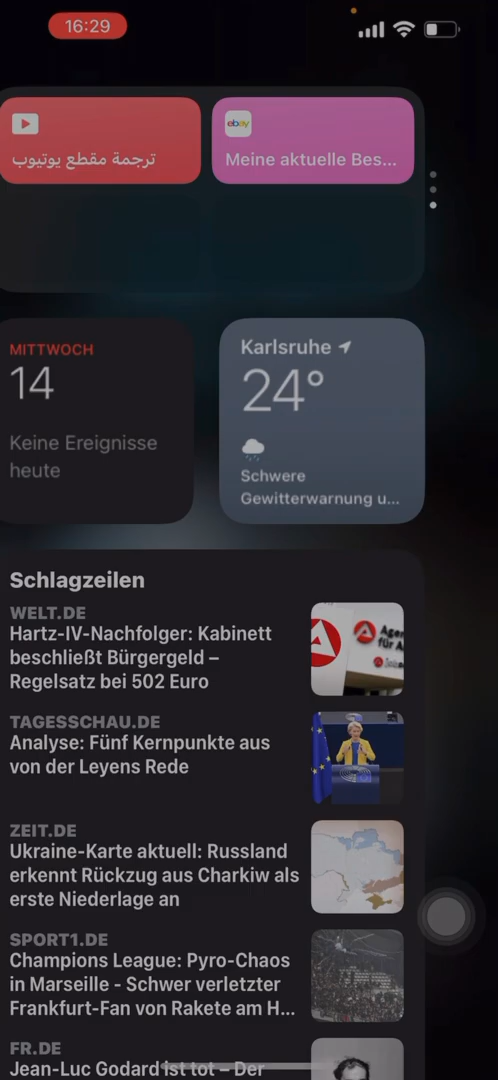 16:29
ترجمة مقطع يوتيوب
ebay
Meine aktuelle Bes...
MITTWOCH
14
Keine Ereignisse
heute
Karlsruhe
24°
Schwere
Gewitterwarnung u...
Schlagzeilen
WELT.DE
Hartz-IV-Nachfolger: Kabinett
beschließt Bürgergeld –
Regelsatz bei 502 Euro
TAGESSCHAU.DE
Analyse: Fünf Kernpunkte aus
von der Leyens Rede
ZEIT.DE
Ukraine-Karte aktuell: Russland
erkennt Rückzug aus Charkiw als
erste Niederlage an
SPORT1.DE
Champions League: Pyro-Chaos
in Marseille - Schwer verletzter
Frankfurt-Fan von Rakete am H...
FR.DE
Jean-Luc Godard ist tot – Der